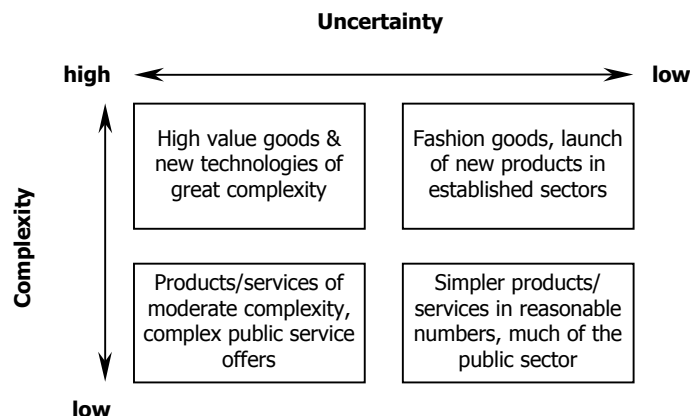 Uncertainty
high
low
High value goods &
new technologies of
great complexity
Fashion goods, launch
of new products in
established sectors
Complexity
Products/services of
moderate complexity,
complex public service
offers
Simpler products/
services in reasonable
numbers, much of the
public sector
low